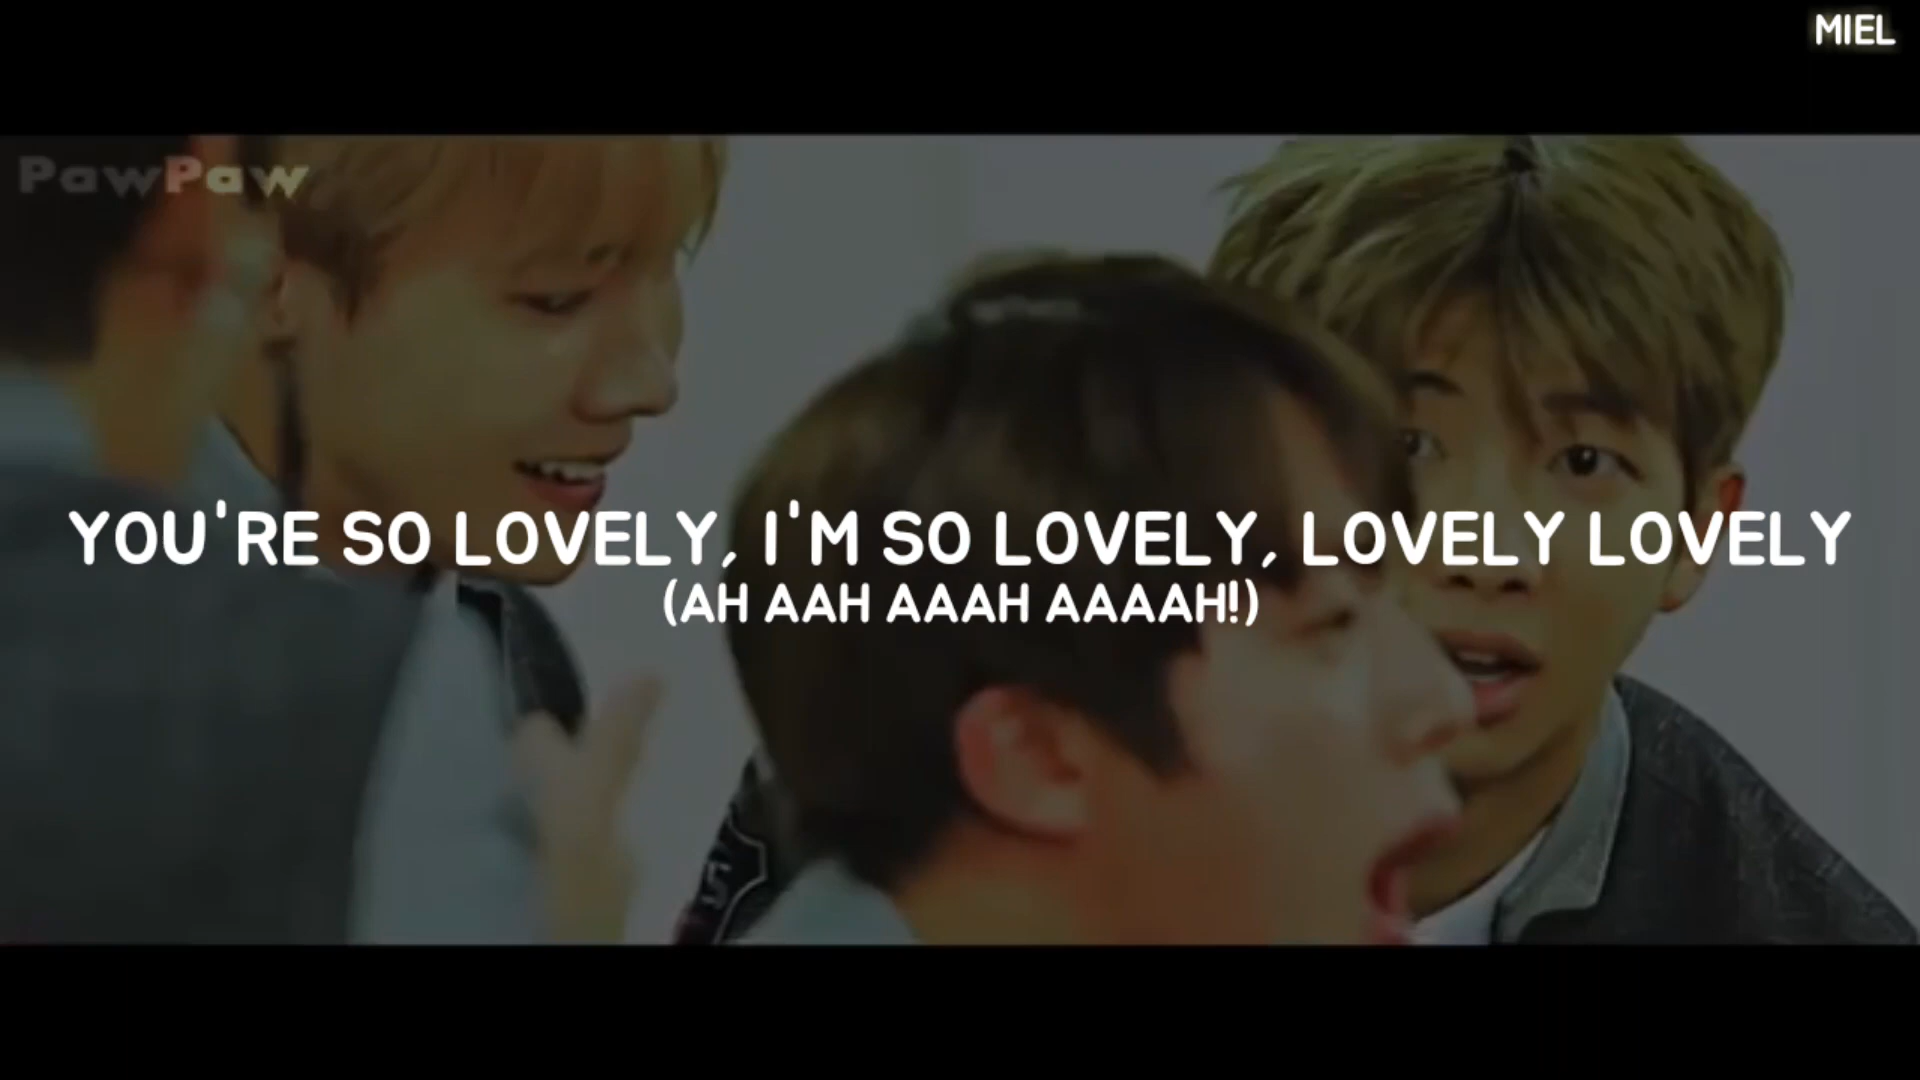 MIEL
PawPaw
YOU'RE SO LOVELY, I'M SO LOVELY, LOVELY LOVELY
(AH AAH AAAH AAAAH!)